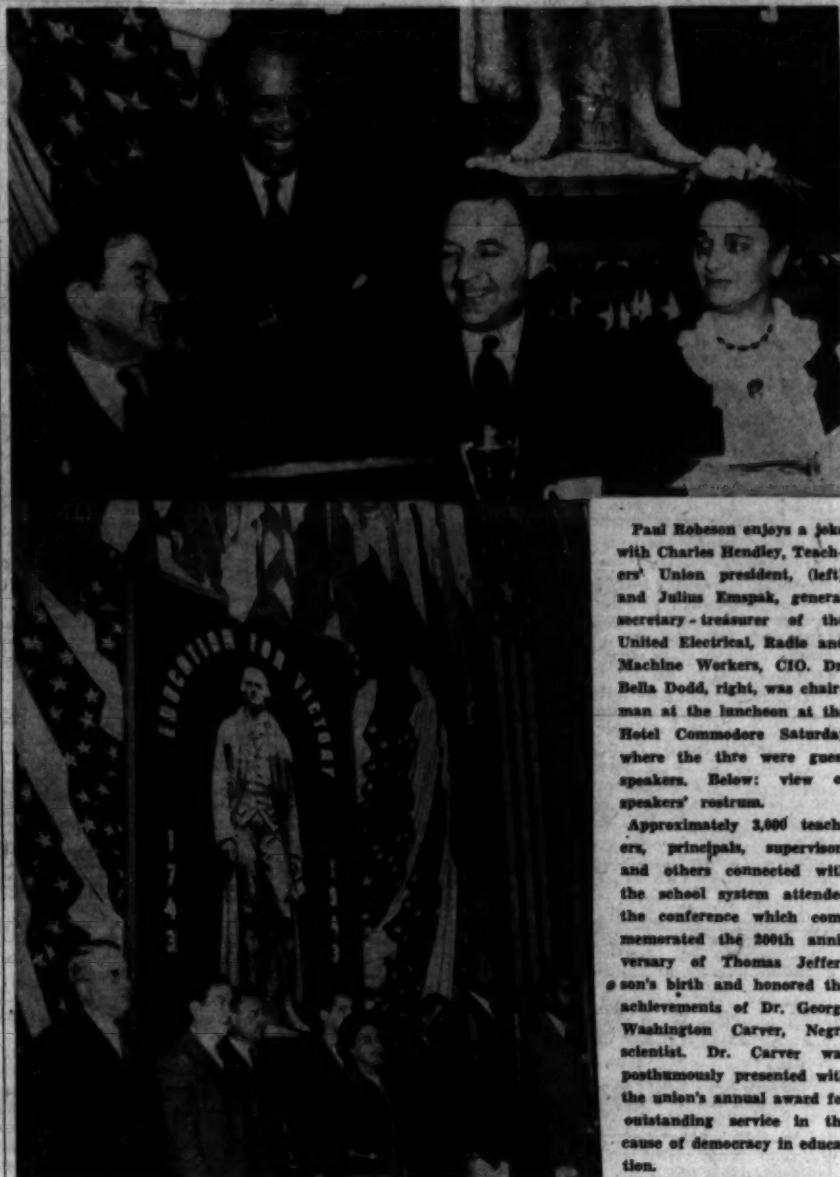 EDUCATION FOR VICTORY
1743
1943
Paul Robeson enjoys a joke
with Charles Hendley, Teach-
ers' Union president, (left)
and Julius Emspak, genera
secretary-treasurer of the
United Electrical, Radio and
Machine Workers, CIO. Dr
Bella Dodd, right, was chair
man at the luncheon at the
Hotel Commodore Saturda
where the thre were gues
speakers. Below: view o
speakers' rostrum.
Approximately 3,000 teach
ers, principals, supervisor
and others connected wit
the school system attende
the conference which com
memorated the 200th anni
versary of Thomas Jeffer
son's birth and honored th
achievements of Dr. Georg
Washington Carver, Negr
scientist. Dr. Carver wa
posthumously presented wit
the union's annual award fo
outstanding service in th
cause of democracy in educa
tion.